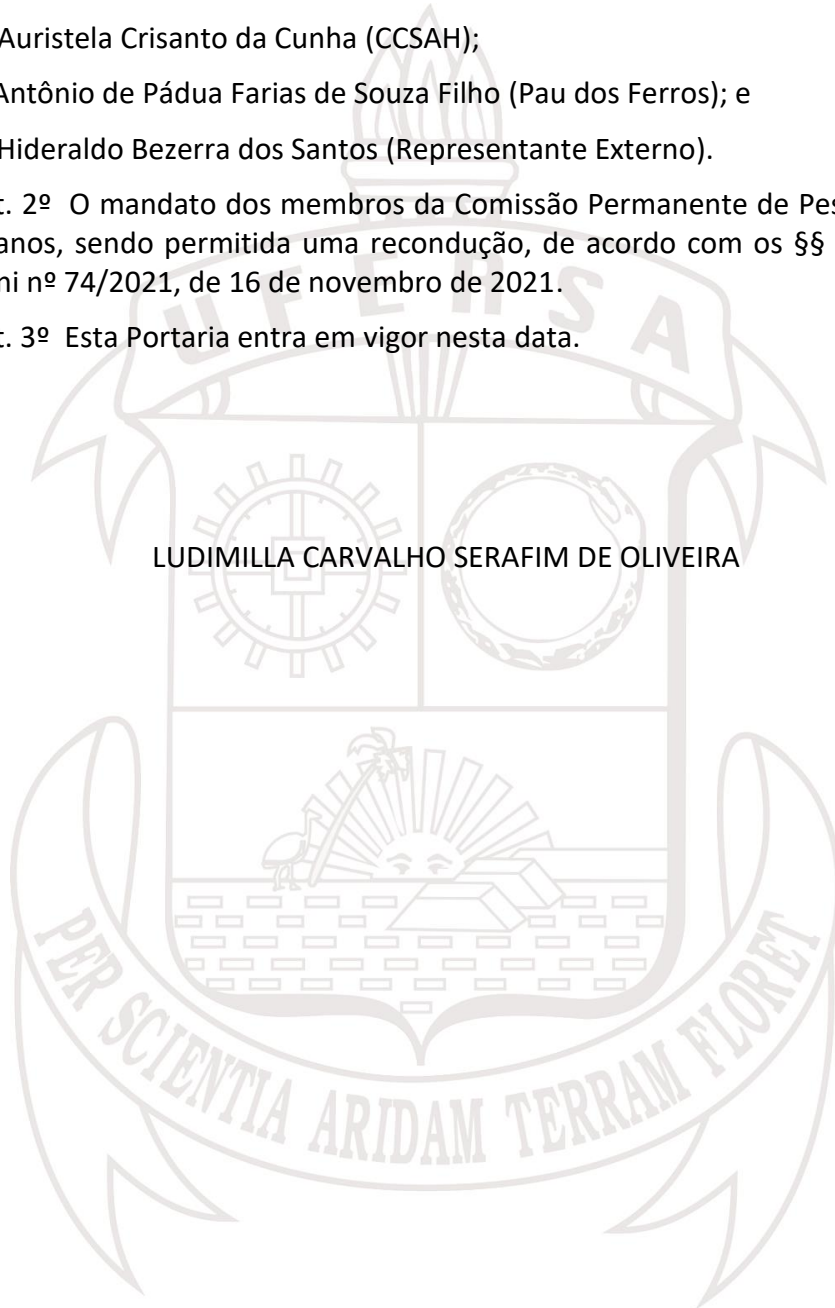 Auristela Crisanto da Cunha (CCSAH);
Antônio de Pádua Farias de Souza Filho (Pau dos Ferros); e
Hideraldo Bezerra dos Santos (Representante Externo).
t. 2º O mandato dos membros da Comissão Permanente de Pes
anos, sendo permitida uma recondução, de acordo com os §§
ni nº 74/2021, de 16 de novembro de 2021.
t. 3º Esta Portaria entra em vigor nesta data.
UFERSA
LUDIMILLA CARVALHO SERAFIM DE OLIVEIRA
PER SCIENTIA ARIDAM TERRAM FLORET